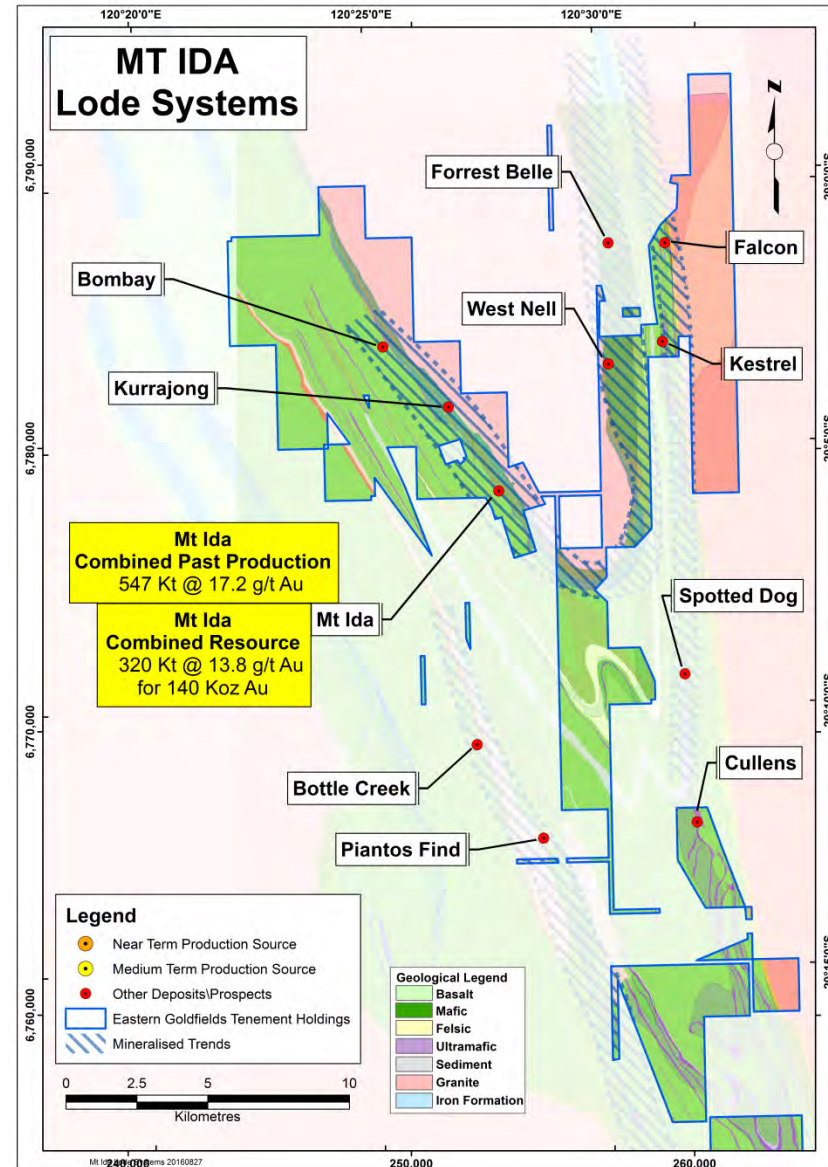 120°20'0"E
120°25'0"E
120°30'0"E
MT IDA
Lode Systems
N
6,790,000
Forrest Belle
Falcon
Bombay
West Nell
Kestrel
Kurrajong
6,780,000
Mt Ida
Combined Past Production
547 Kt @ 17.2 g/t Au
Mt Ida
Combined Resource
320 Kt @ 13.8 g/t Au
for 140 Koz Au
Mt Ida
Spotted Dog
6,770,000
Bottle Creek
Cullens
Piantos Find
Legend
Near Term Production Source
Medium Term Production Source
Other Deposits\Prospects
Eastern Goldfields Tenement Holdings
Mineralised Trends
0 2.5 5 10
Kilometres
Geological Legend
Basalt
Mafic
Felsic
Ultramafic
Sediment
Granite
Iron Formation
6,760,000
240,000
250,000
260,000